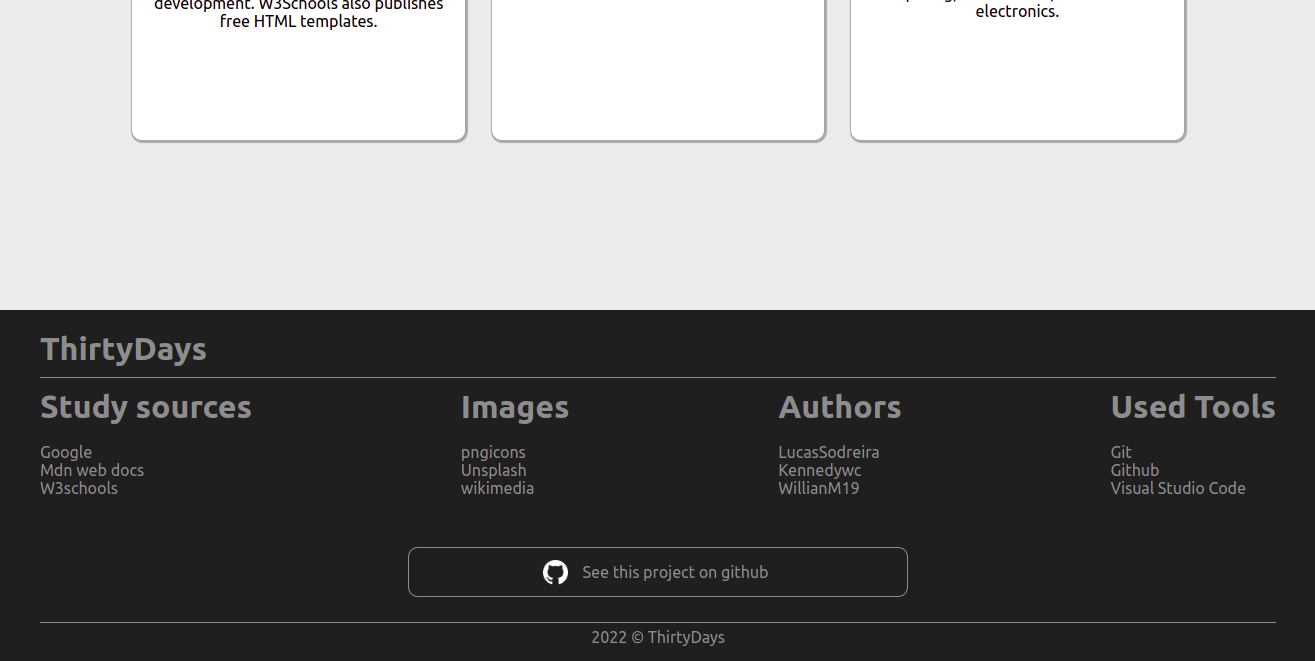 development. W3Schools also publishes
free HTML templates.
electronics.
ThirtyDays
Study sources
Google
Mdn web docs
W3schools
Images
pngicons
Unsplash
wikimedia
Authors
LucasSodreira
Kennedywc
WillianM19
Used Tools
Git
Github
Visual Studio Code
See this project on github
2022 © ThirtyDays